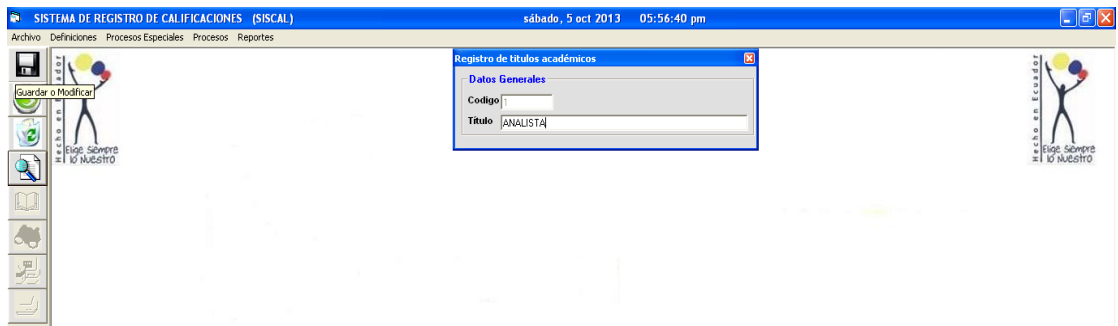 SISTEMA DE REGISTRO DE CALIFICACIONES (SISCAL) sábado, 5 oct 2013 05:56:40 pm
Archivo Definiciones Procesos Especiales Procesos Reportes
Guardar o Modificar
Hecho en Ecuador
Elige siempre
lo Nuestro
Registro de titulos académicos
Datos Generales
Codigo 1
Título ANALISTA
Hecho en Ecuador
Elige siempre
lo Nuestro